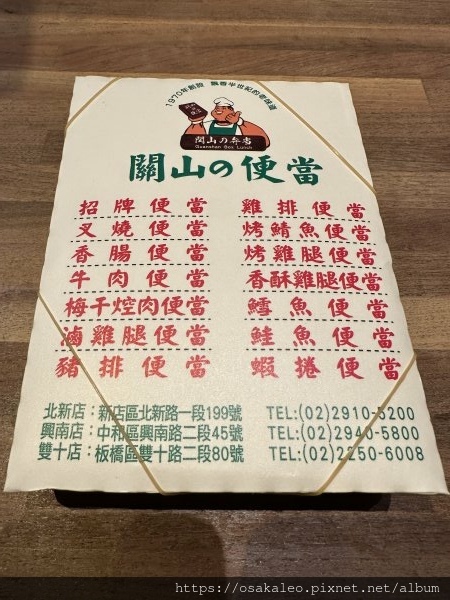 1970年創設 飄香半世紀的老味道
関山の弁当
Guanshan Box Lunch
關山の便當
招牌便當 雞排便當
叉燒便當 烤鯖魚便當
香腸便當 烤雞腿便當
牛肉便當 香酥雞腿便當
梅干焢肉便當 鱈魚便當
滷雞腿便當 鮭魚便當
豬排便當 蝦捲便當
北新店：新店區北新路一段199號 TEL:(02)2910-5200
興南店：中和區興南路二段45號 TEL:(02)2940-5800
雙十店：板橋區雙十路二段80號 TEL:(02)2250-6008
https://osakaleo.pixnet.net/album